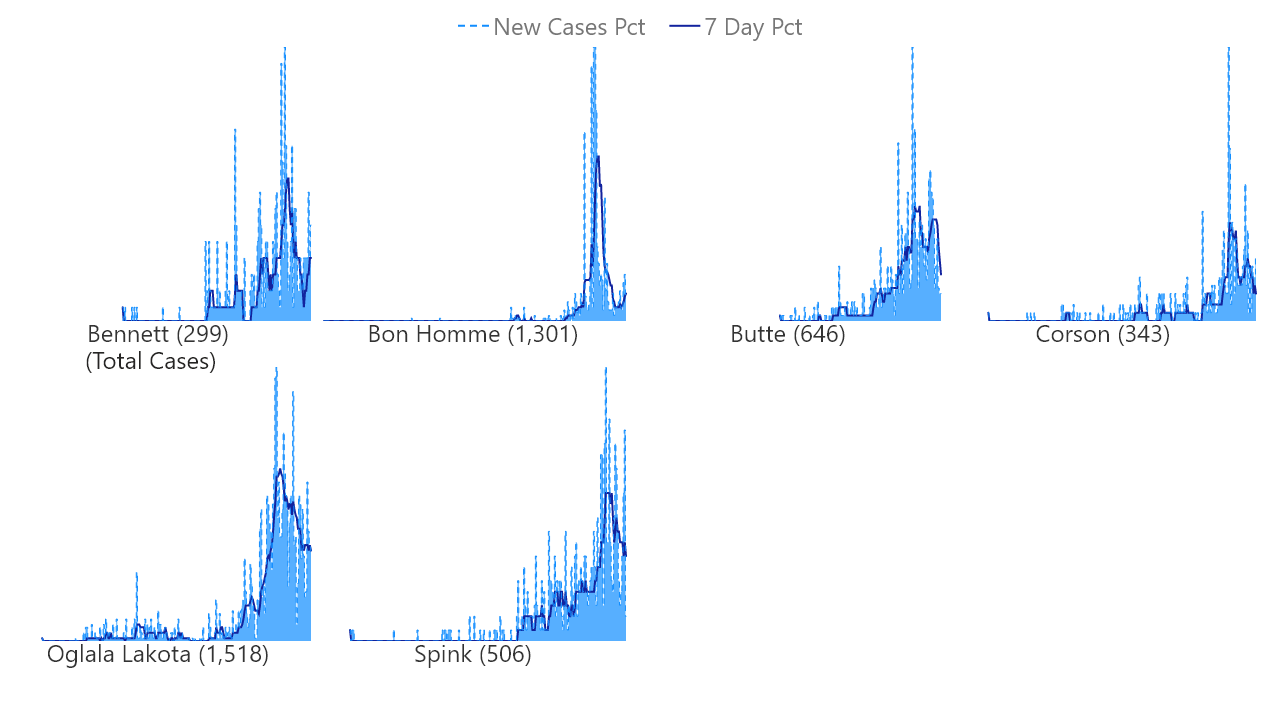 New Cases Pct 7 Day Pct
Bennett (299)
(Total Cases)
Bon Homme (1,301)
Butte (646)
Corson (343)
Oglala Lakota (1,518)
Spink (506)